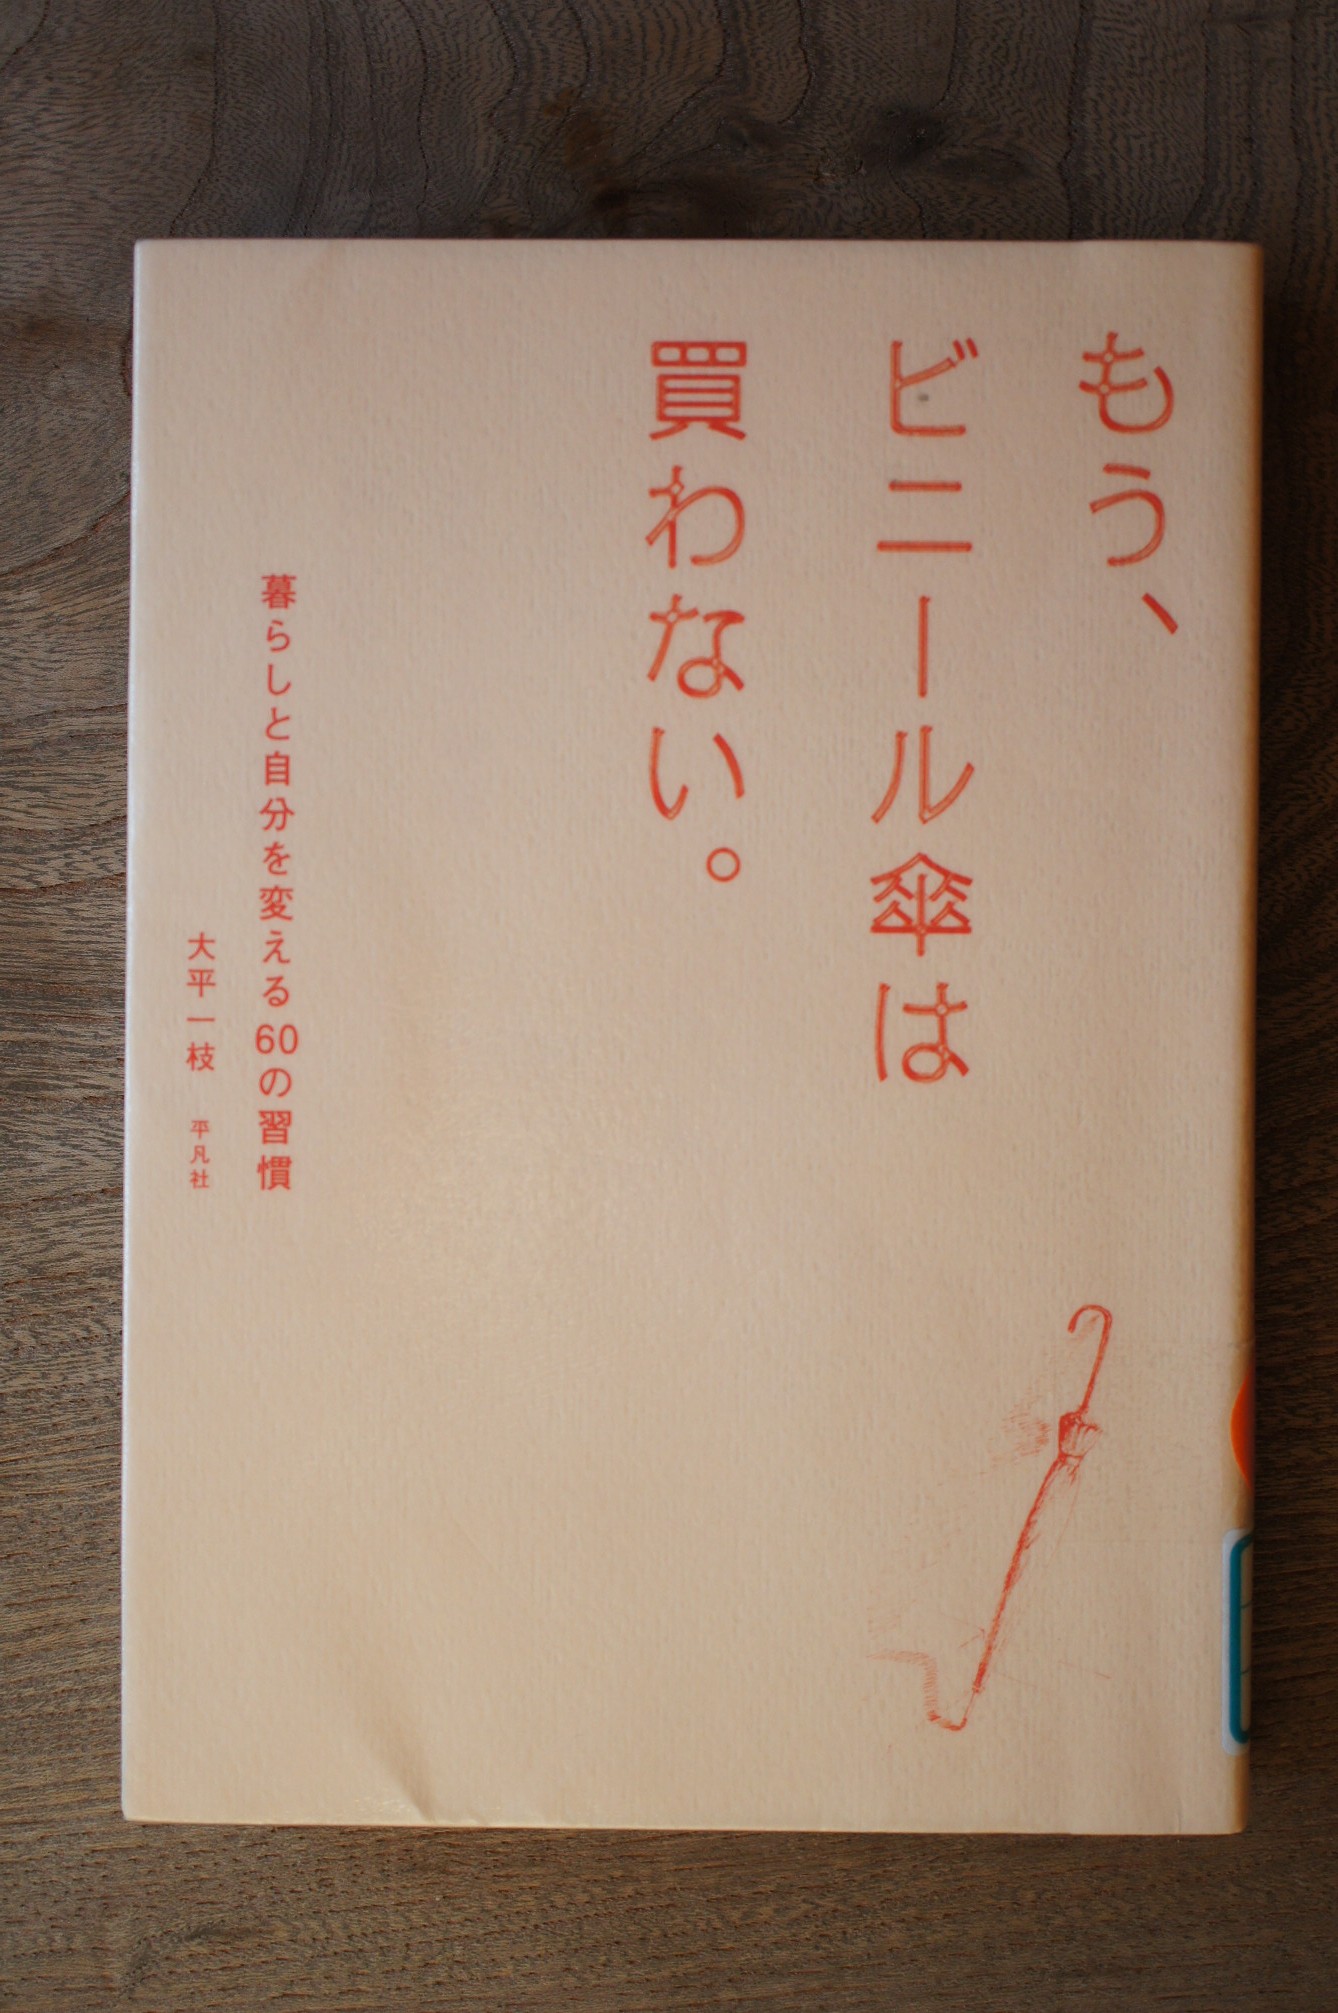 もう、
ビニール傘は
買わない。
暮らしと自分を変える60の習慣
大平一枝 平凡社